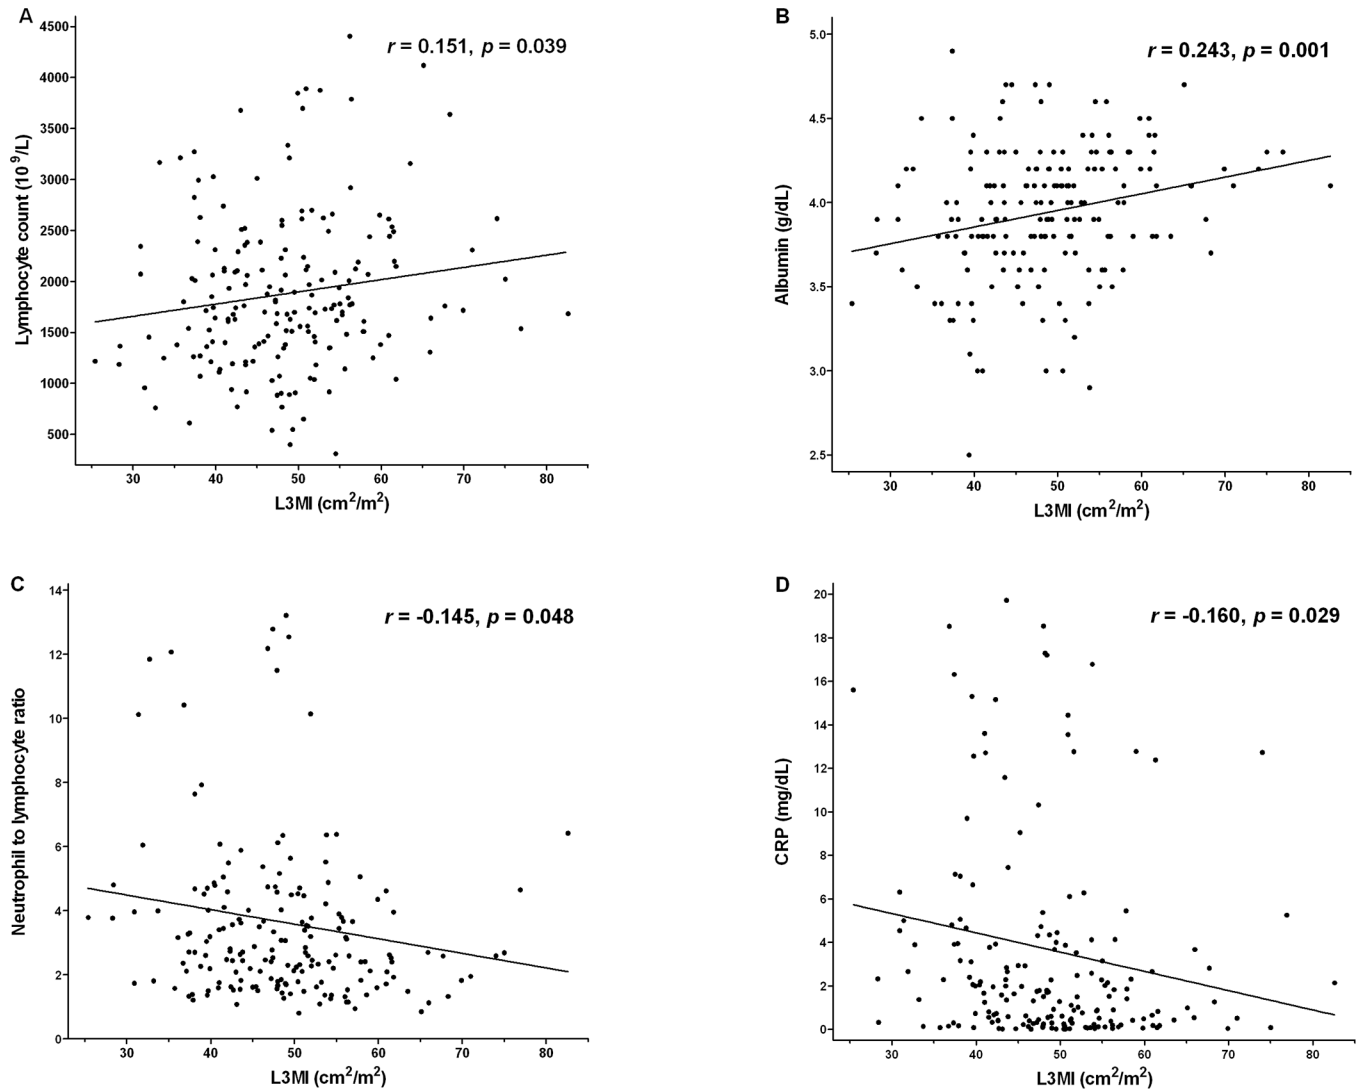 A
r = 0.151, p = 0.039
Lymphocyte count (10⁹/L)
4500
4000
3500
3000
2500
2000
1500
1000
500
30 40 50 60 70 80
L3MI (cm²/m²)
B
r = 0.243, p = 0.001
Albumin (g/dL)
5.0
4.5
4.0
3.5
3.0
2.5
30 40 50 60 70 80
L3MI (cm²/m²)
C
r = -0.145, p = 0.048
Neutrophil to lymphocyte ratio
14
12
10
8
6
4
2
0
30 40 50 60 70 80
L3MI (cm²/m²)
D
r = -0.160, p = 0.029
CRP (mg/dL)
20
18
16
14
12
10
8
6
4
2
0
30 40 50 60 70 80
L3MI (cm²/m²)